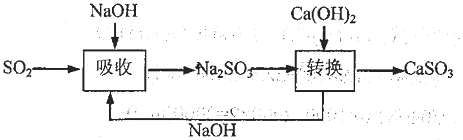 NaOH Ca(OH)₂
SO₂ 吸收 Na₂SO₃ 转换 CaSO₃
NaOH